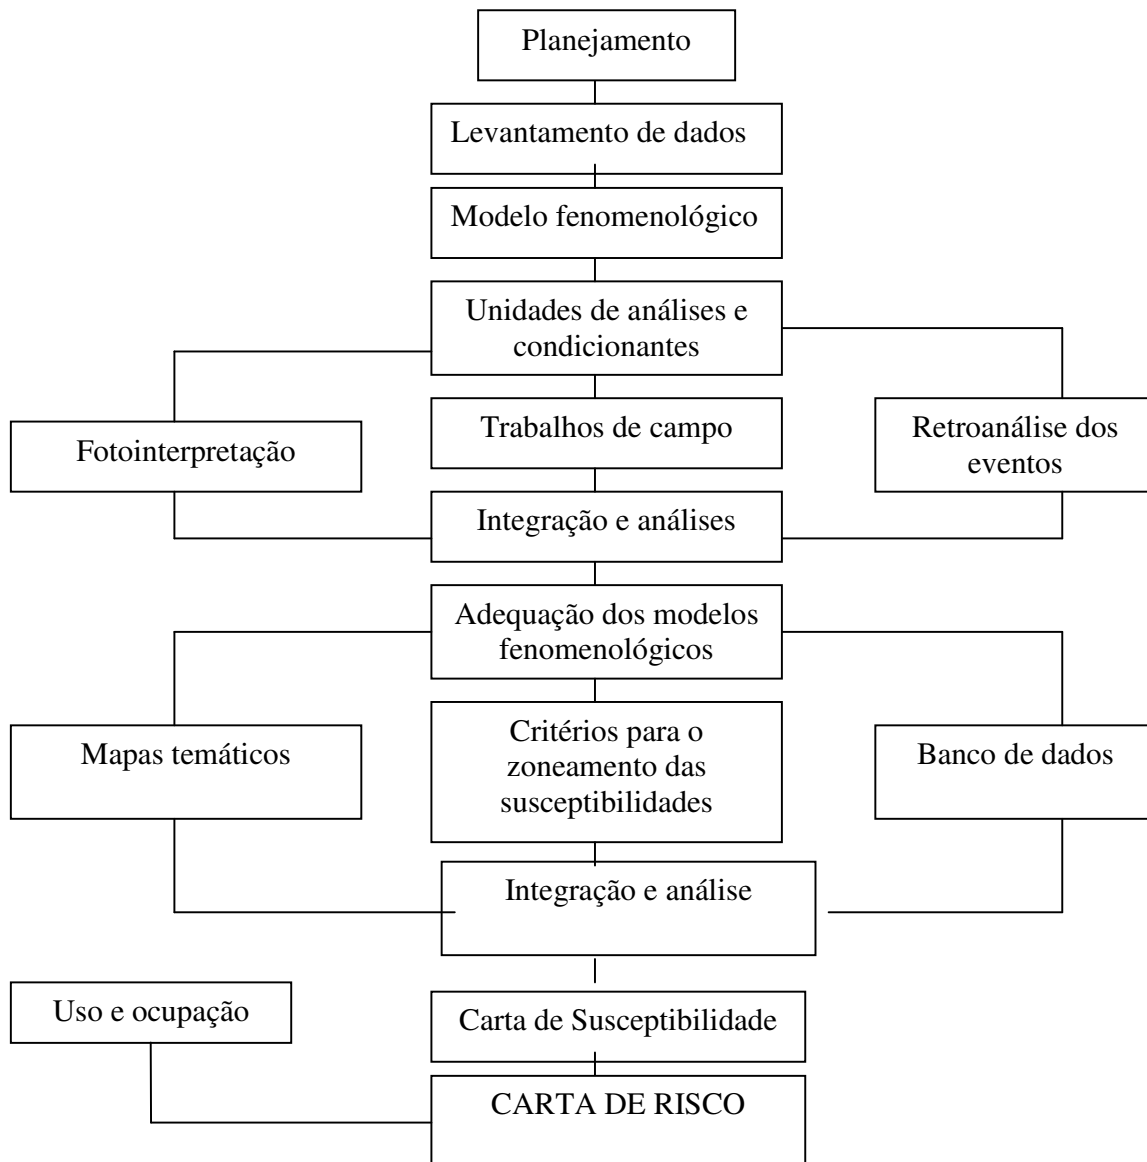 Planejamento
Levantamento de dados
Modelo fenomenológico
Unidades de análises e
condicionantes
Fotointerpretação
Trabalhos de campo
Retroanálise dos
eventos
Integração e análises
Adequação dos modelos
fenomenológicos
Mapas temáticos
Critérios para o
zoneamento das
susceptibilidades
Banco de dados
Integração e análise
Uso e ocupação
Carta de Susceptibilidade
CARTA DE RISCO